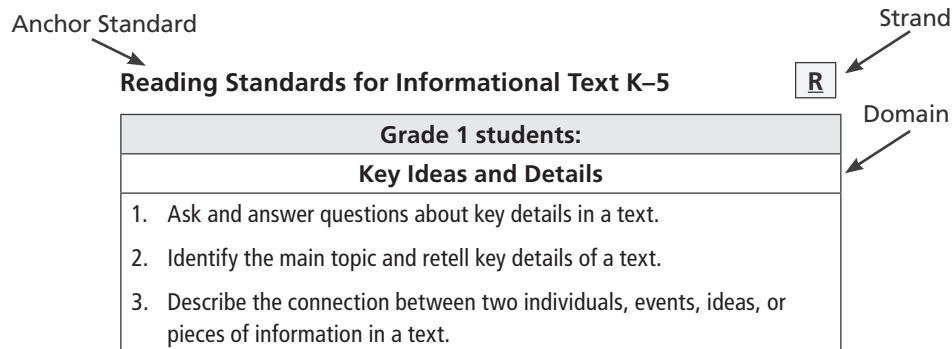 Anchor Standard
Strand
Reading Standards for Informational Text K–5
R
Domain
Grade 1 students:
Key Ideas and Details
1. Ask and answer questions about key details in a text.
2. Identify the main topic and retell key details of a text.
3. Describe the connection between two individuals, events, ideas, or
pieces of information in a text.